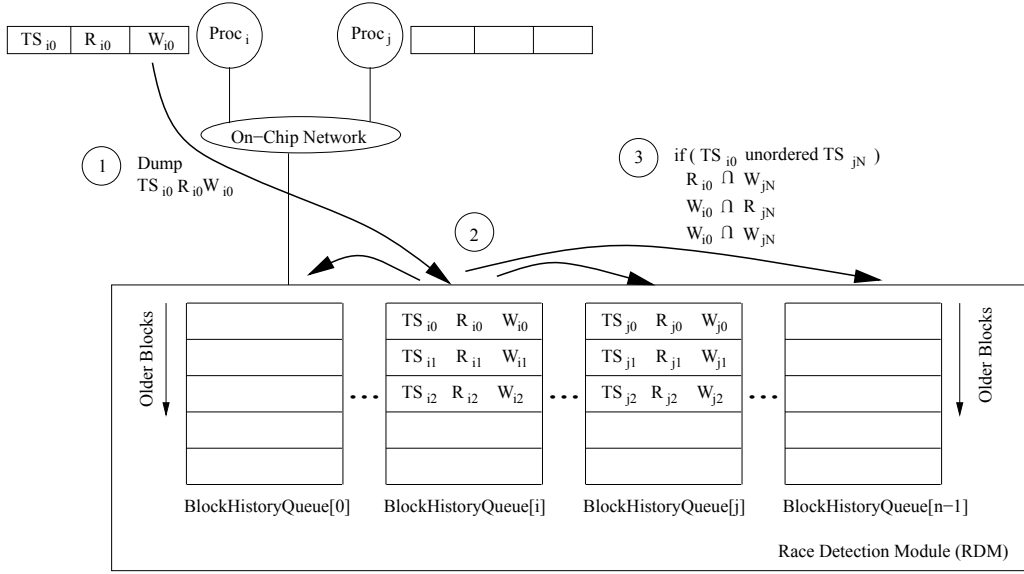 TS i0 R i0 W i0 Proc i Proc j
On−Chip Network
1 Dump
TS i0 R i0 W i0
2
3 if ( TS i0 unordered TS jN )
R i0 ∩ W jN
W i0 ∩ R jN
W i0 ∩ W jN
Older Blocks
TS i0 R i0 W i0
TS i1 R i1 W i1
TS i2 R i2 W i2
TS j0 R j0 W j0
TS j1 R j1 W j1
TS j2 R j2 W j2
Older Blocks
... ... ...
BlockHistoryQueue[0] BlockHistoryQueue[i] BlockHistoryQueue[j] BlockHistoryQueue[n−1]
Race Detection Module (RDM)